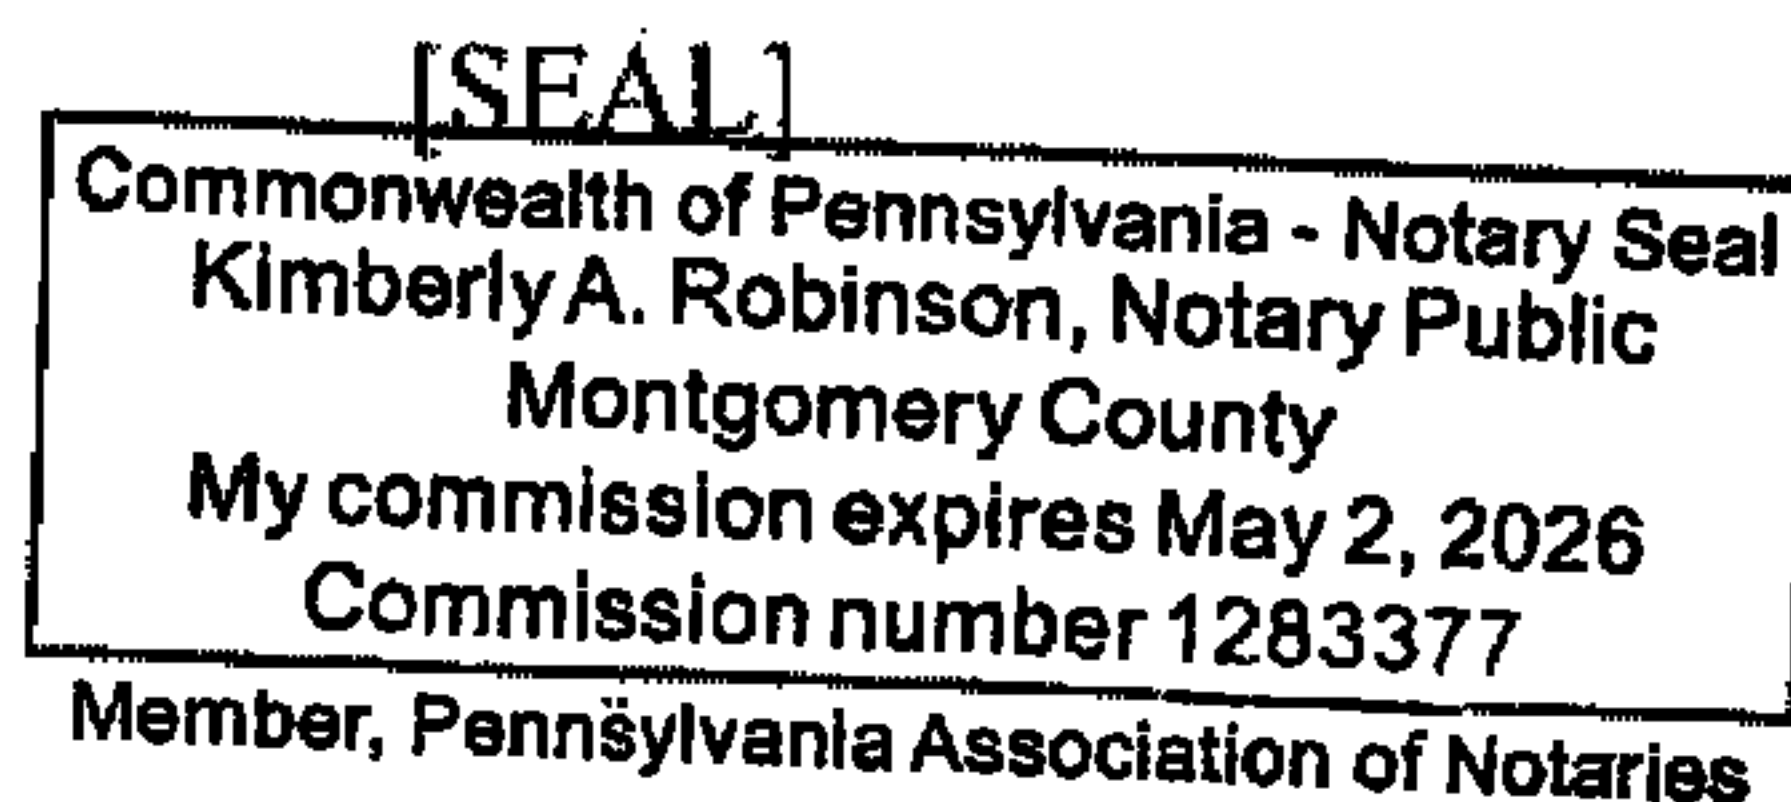 [SEAL]
Commonwealth of Pennsylvania - Notary Seal
Kimberly A. Robinson, Notary Public
Montgomery County
My commission expires May 2, 2026
Commission number 1283377
Member, Pennsylvania Association of Notaries